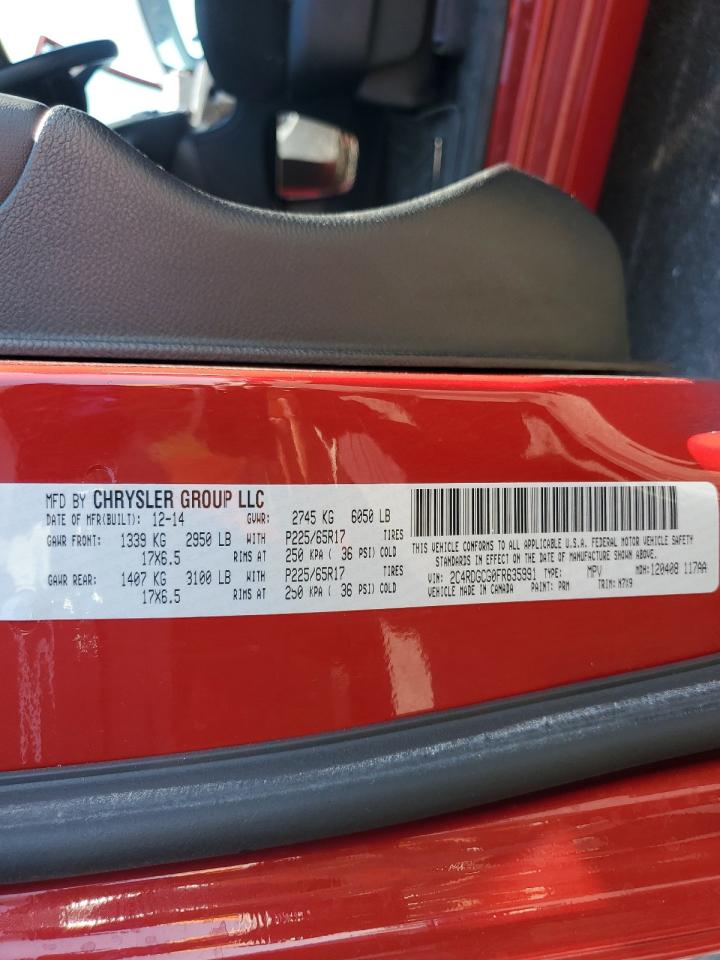 MFD BY CHRYSLER GROUP LLC
DATE OF MFR(BUILT): 12-14 GVWR: 2745 KG 6050 LB
GAWR FRONT: 1339 KG 2950 LB WITH P225/65R17 TIRES
17X6.5 RIMS AT 250 KPA ( 36 PSI) COLD
GAWR REAR: 1407 KG 3100 LB WITH P225/65R17 TIRES
17X6.5 RIMS AT 250 KPA ( 36 PSI) COLD
THIS VEHICLE CONFORMS TO ALL APPLICABLE U.S.A. FEDERAL MOTOR VEHICLE SAFETY
STANDARDS IN EFFECT ON THE DATE OF MANUFACTURE SHOWN ABOVE.
VIN: 2C4RDGCG0FR635991 TYPE: MPV MDH: 120408 117AA
VEHICLE MADE IN CANADA PAINT: PRM TRIM: N7X9